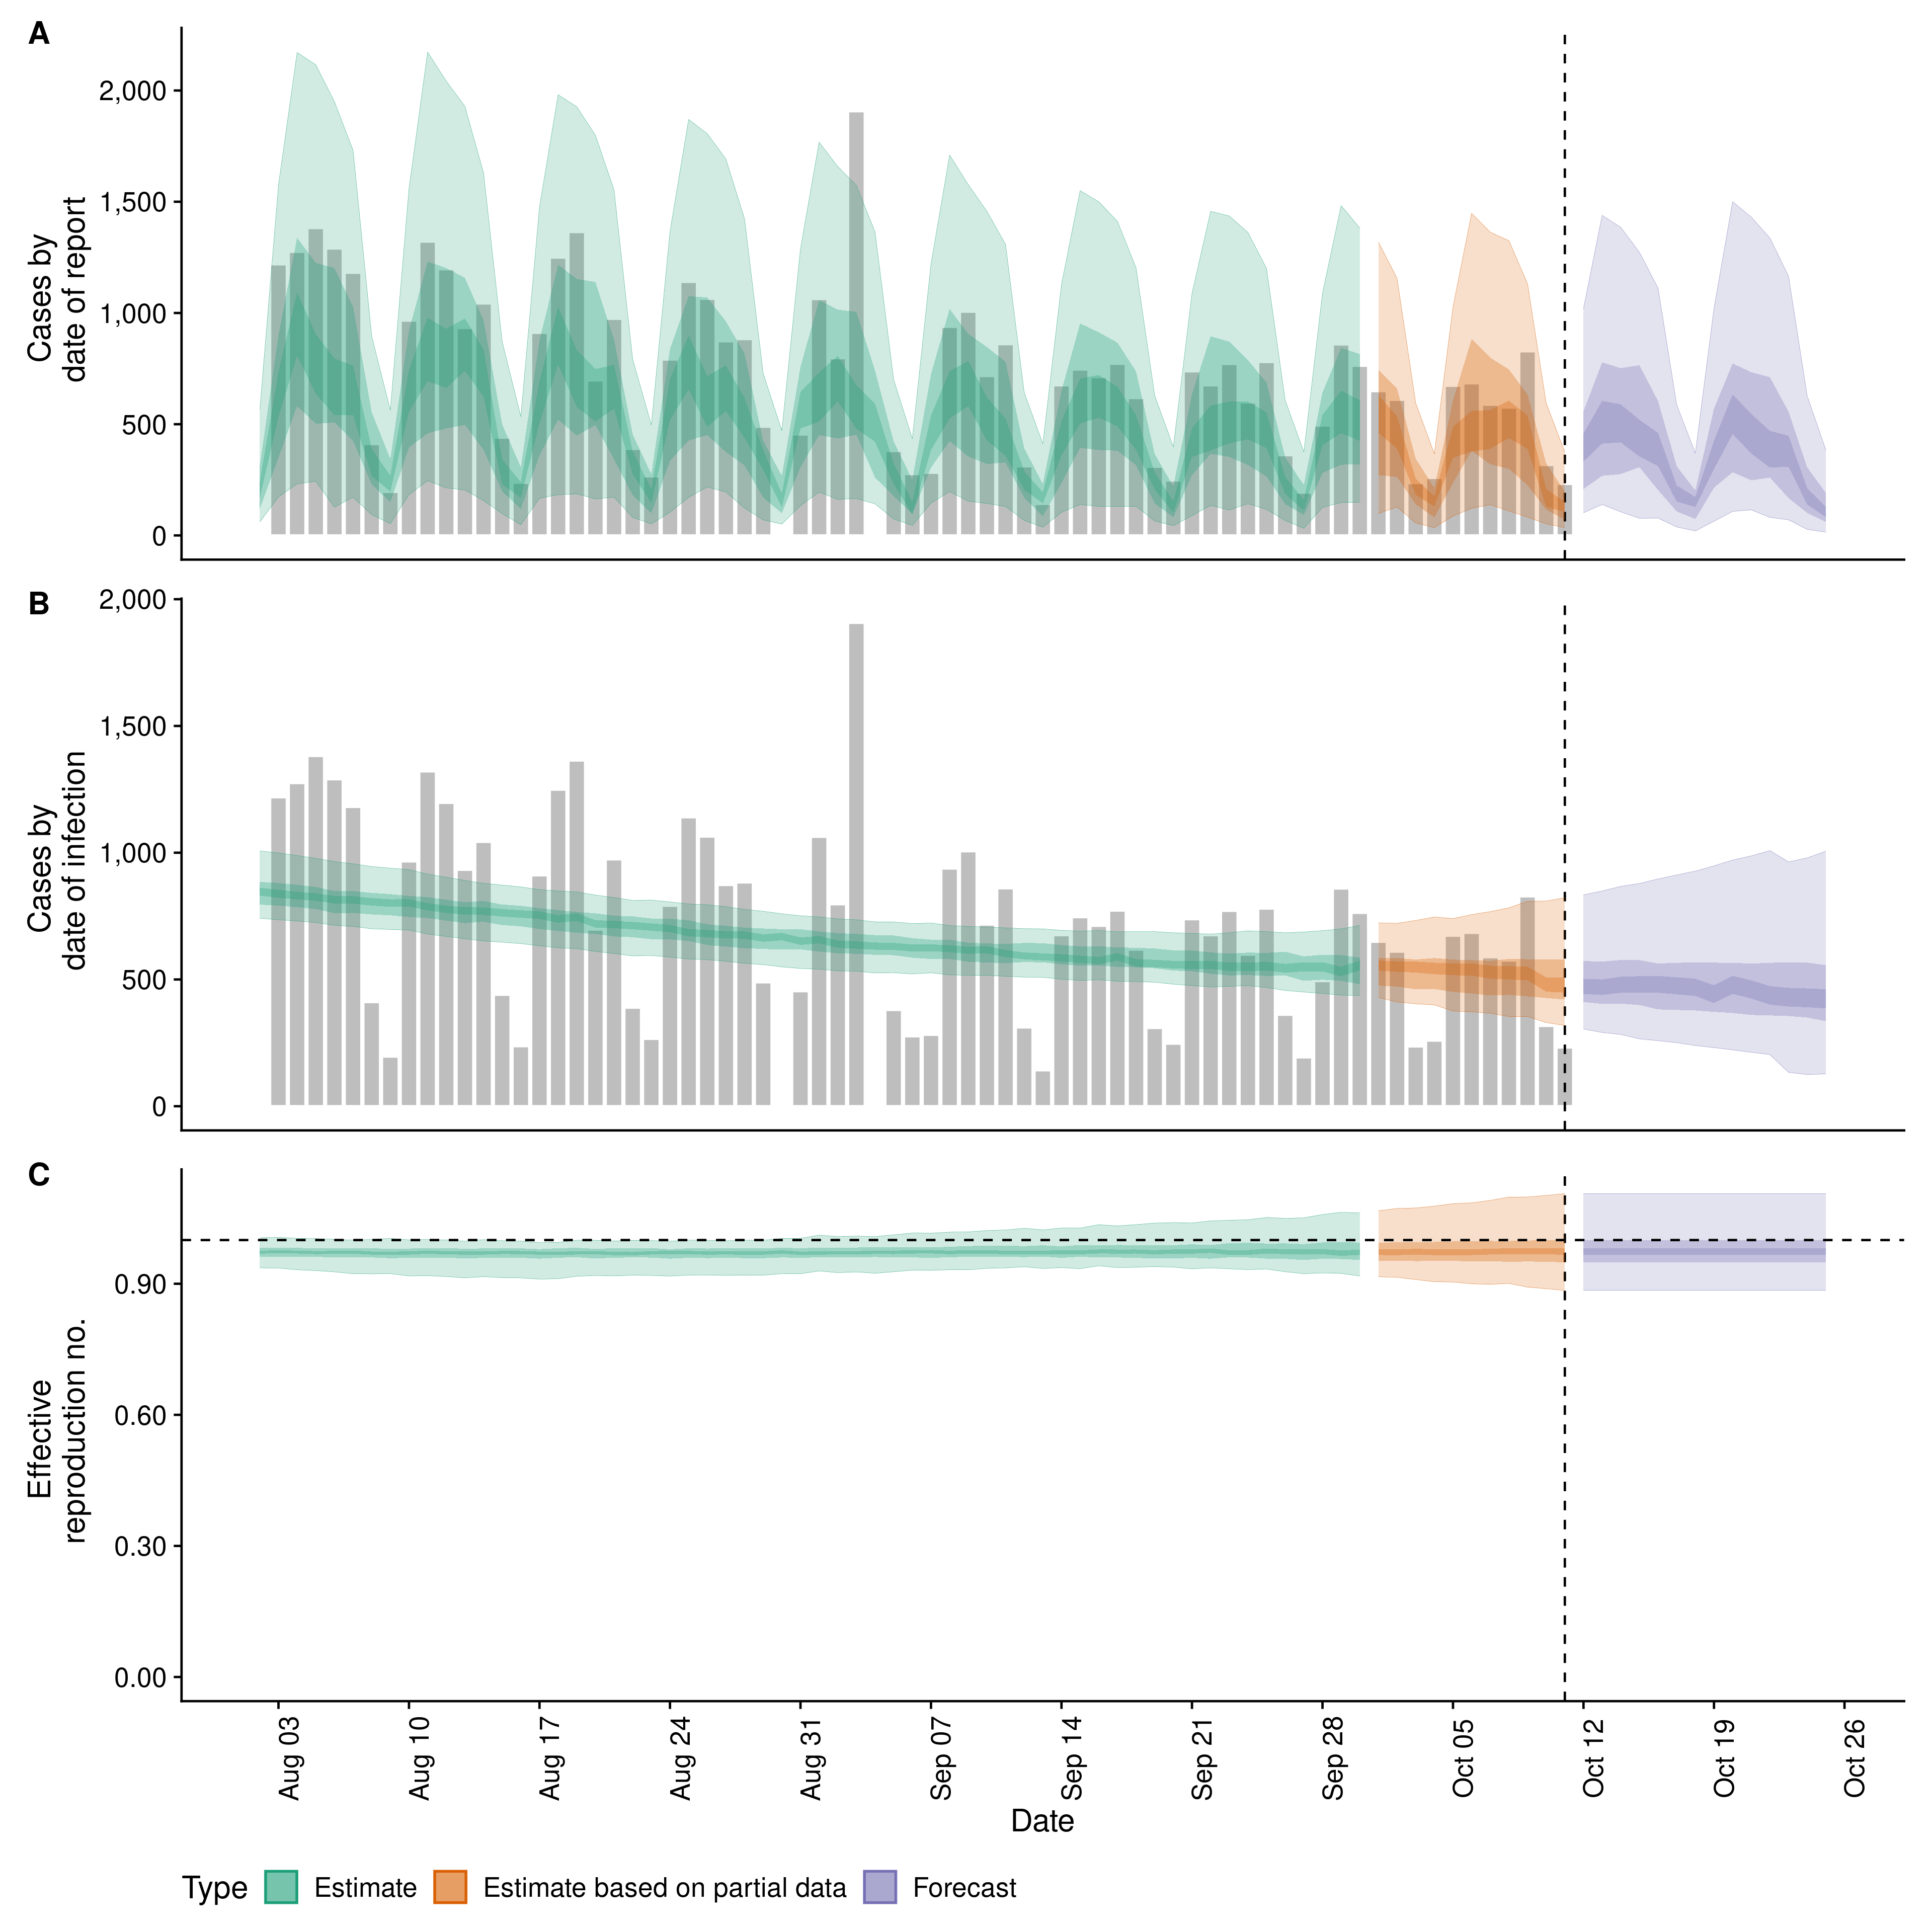 A
2,000
1,500
1,000
500
0
Cases by
date of report
B
2,000
1,500
1,000
500
0
Cases by
date of infection
C
0.90
0.60
0.30
0.00
Effective
reproduction no.
Aug 03
Aug 10
Aug 17
Aug 24
Aug 31
Sep 07
Sep 14
Sep 21
Sep 28
Oct 05
Oct 12
Oct 19
Oct 26
Date
Type Estimate Estimate based on partial data Forecast